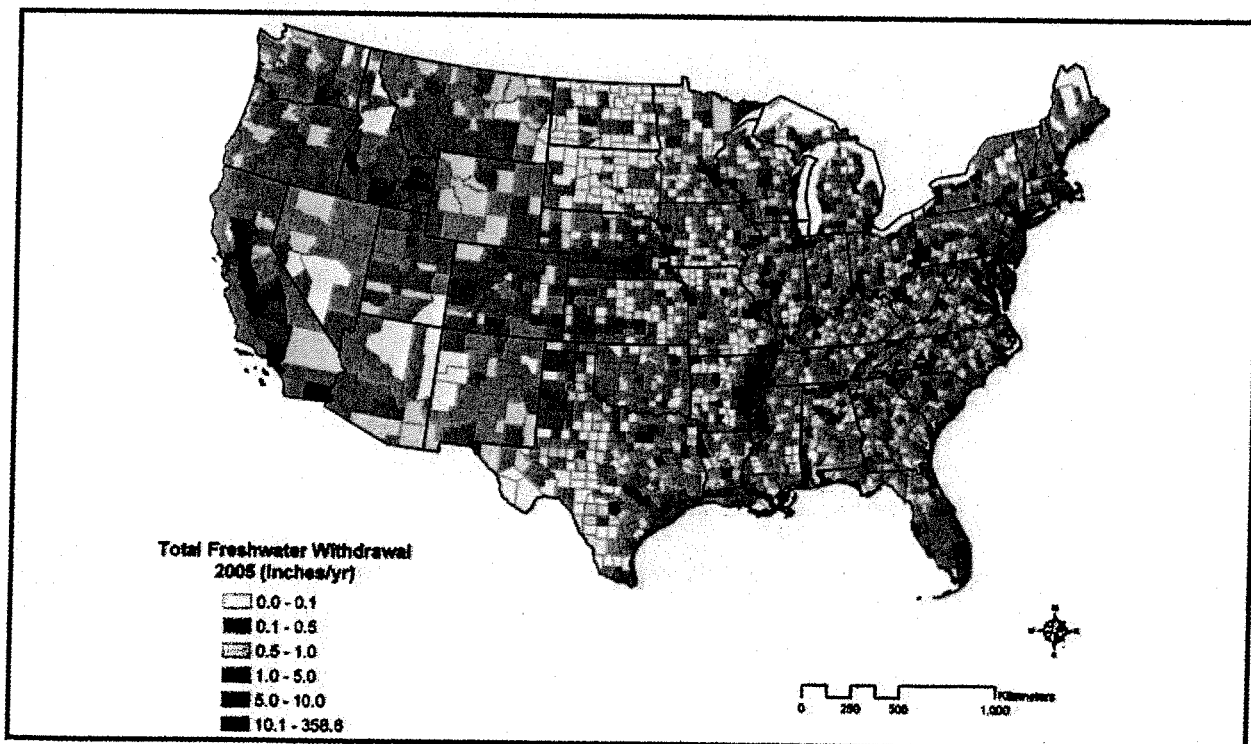 Total Freshwater Withdrawal
2005 (Inches/yr)
0.0 - 0.1
0.1 - 0.5
0.5 - 1.0
1.0 - 5.0
5.0 - 10.0
10.1 - 358.6
Kilometers
0 250 500 1,000